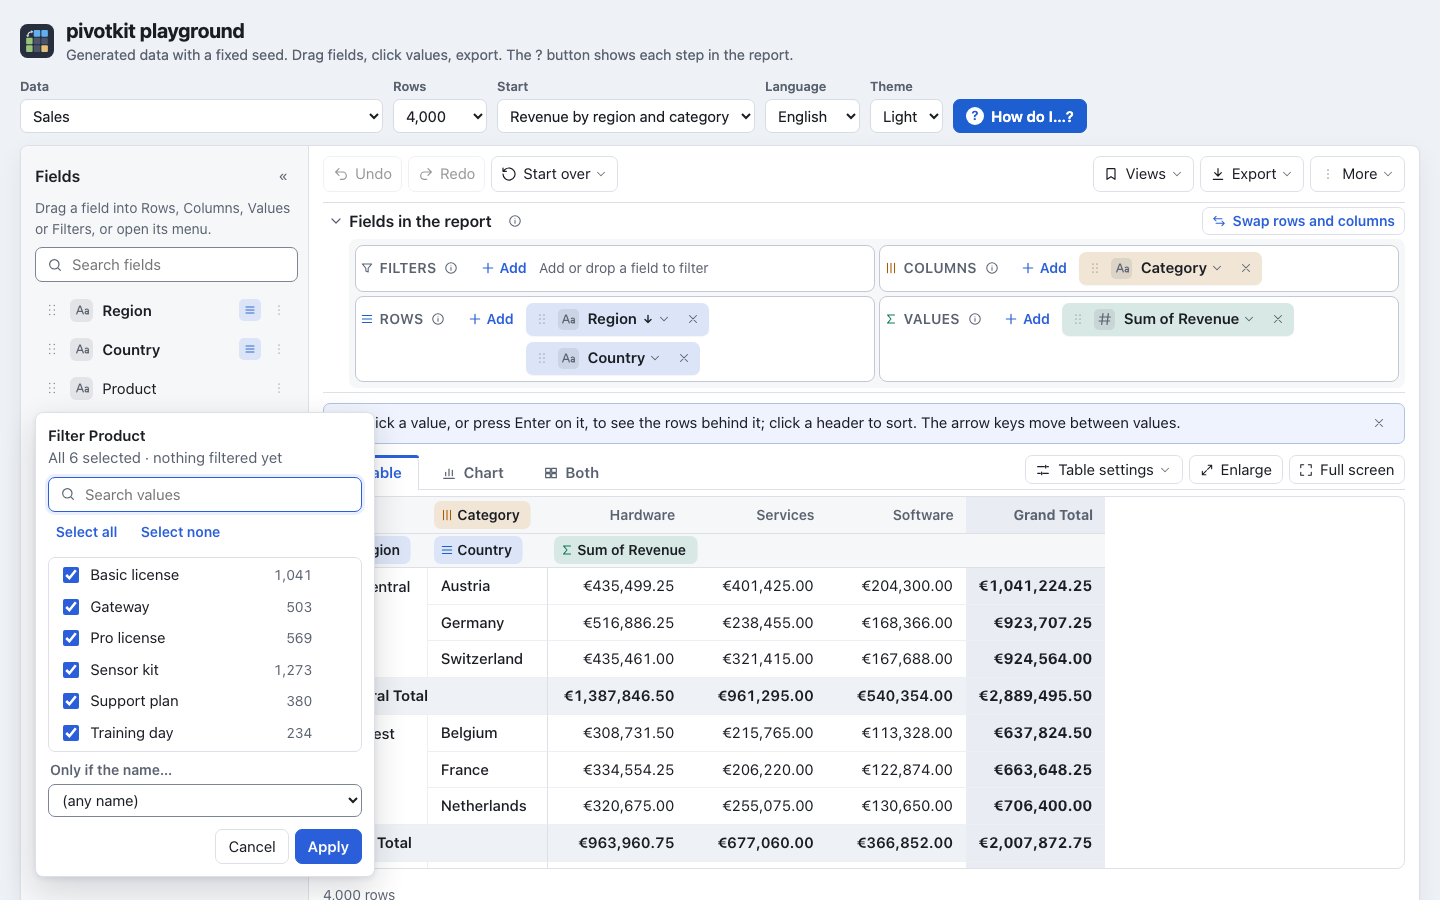 pivotkit playground
Generated data with a fixed seed. Drag fields, click values, export. The ? button shows each step in the report.
Data
Rows
Start
Language
Theme
Sales
4,000
Revenue by region and category
English
Light
? How do I...?
Fields
«
Drag a field into Rows, Columns, Values
or Filters, or open its menu.
Search fields
Aa Region
Aa Country
Aa Product
Undo
Redo
Start over
Views
Export
More
Fields in the report
Swap rows and columns
FILTERS
+ Add
Add or drop a field to filter
COLUMNS
+ Add
Aa Category
ROWS
+ Add
Aa Region ↓
Aa Country
Σ VALUES
+ Add
# Sum of Revenue
Filter Product
All 6 selected · nothing filtered yet
Search values
Select all
Select none
Basic license 1,041
Gateway 503
Pro license 569
Sensor kit 1,273
Support plan 380
Training day 234
Only if the name...
(any name)
Cancel
Apply
ick a value, or press Enter on it, to see the rows behind it; click a header to sort. The arrow keys move between values.
able
Chart
Both
Table settings
Enlarge
Full screen
Category Hardware Services Software Grand Total
gion Country Σ Sum of Revenue
entral Austria €435,499.25 €401,425.00 €204,300.00 €1,041,224.25
Germany €516,886.25 €238,455.00 €168,366.00 €923,707.25
Switzerland €435,461.00 €321,415.00 €167,688.00 €924,564.00
ral Total €1,387,846.50 €961,295.00 €540,354.00 €2,889,495.50
est Belgium €308,731.50 €215,765.00 €113,328.00 €637,824.50
France €334,554.25 €206,220.00 €122,874.00 €663,648.25
Netherlands €320,675.00 €255,075.00 €130,650.00 €706,400.00
Total €963,960.75 €677,060.00 €366,852.00 €2,007,872.75
4,000 rows